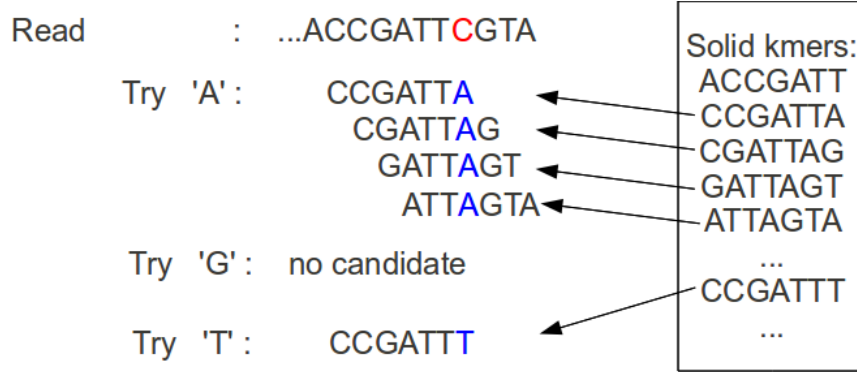 Read : ...ACCGATTCGTA
Try 'A' : CCGATTA
CGATTAG
GATTAGT
ATTAGTA
Try 'G' : no candidate
Try 'T' : CCGATTT
Solid kmers:
ACCGATT
CCGATTA
CGATTAG
GATTAGT
ATTAGTA
...
CCGATTT
...